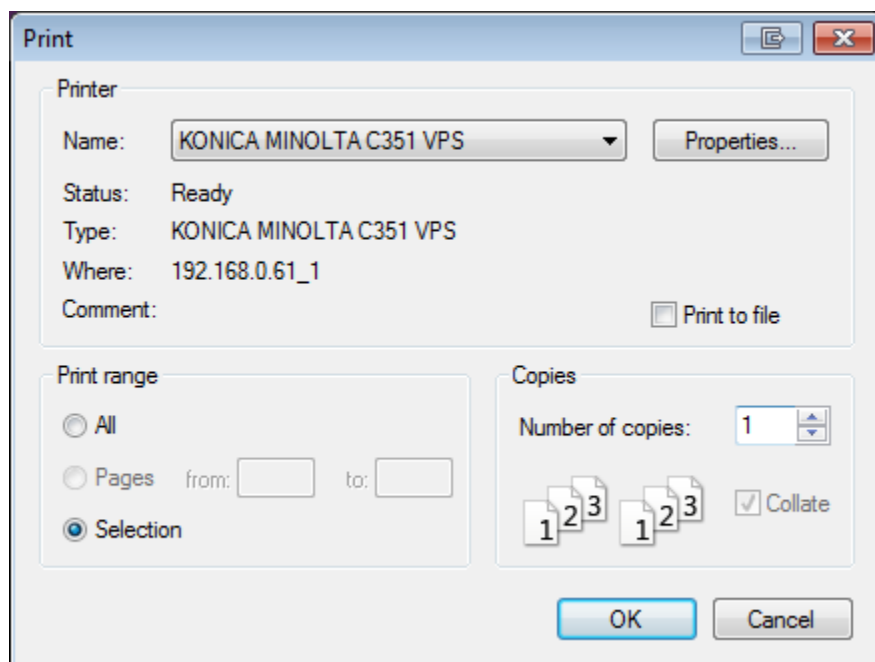 Print
Printer
Name: KONICA MINOLTA C351 VPS Properties...
Status: Ready
Type: KONICA MINOLTA C351 VPS
Where: 192.168.0.61_1
Comment: Print to file
Print range
All
Pages from: to:
Selection
Copies
Number of copies: 1
1 2 3 1 2 3 Collate
OK Cancel